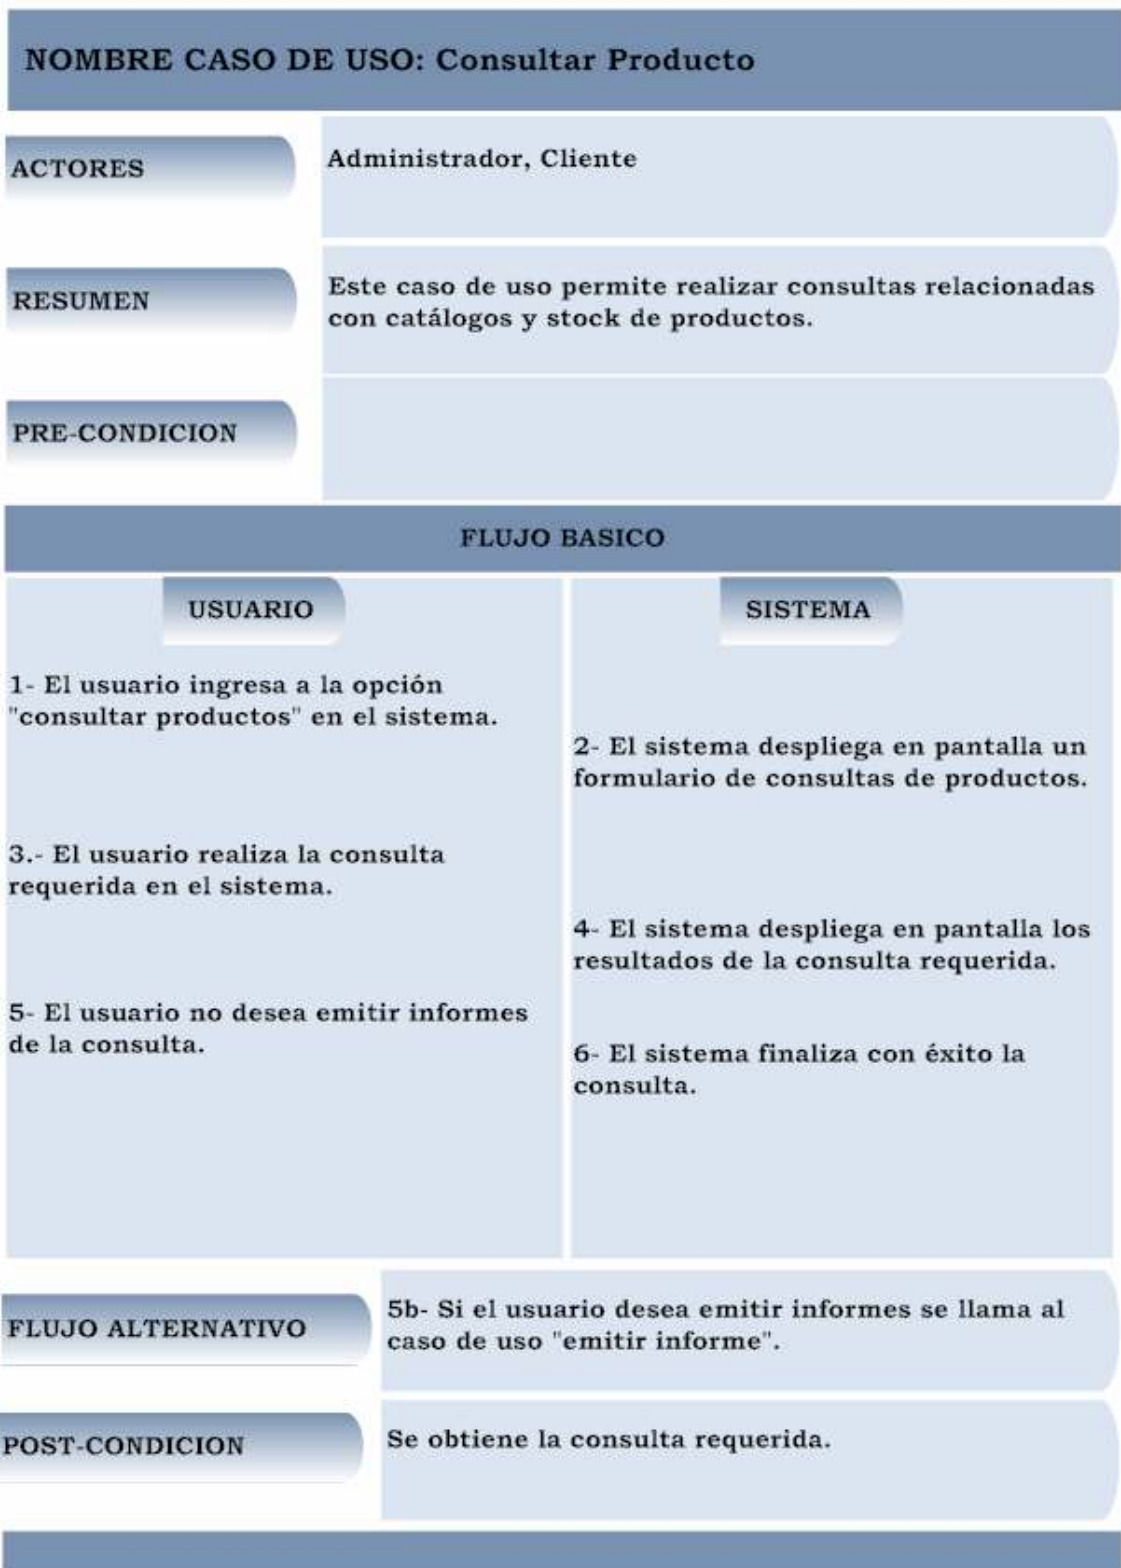 NOMBRE CASO DE USO: Consultar Producto
ACTORES
Administrador, Cliente
RESUMEN
Este caso de uso permite realizar consultas relacionadas
con catálogos y stock de productos.
PRE-CONDICION
FLUJO BASICO
USUARIO
SISTEMA
1- El usuario ingresa a la opción
"consultar productos" en el sistema.
2- El sistema despliega en pantalla un
formulario de consultas de productos.
3.- El usuario realiza la consulta
requerida en el sistema.
4- El sistema despliega en pantalla los
resultados de la consulta requerida.
5- El usuario no desea emitir informes
de la consulta.
6- El sistema finaliza con éxito la
consulta.
FLUJO ALTERNATIVO
5b- Si el usuario desea emitir informes se llama al
caso de uso "emitir informe".
POST-CONDICION
Se obtiene la consulta requerida.